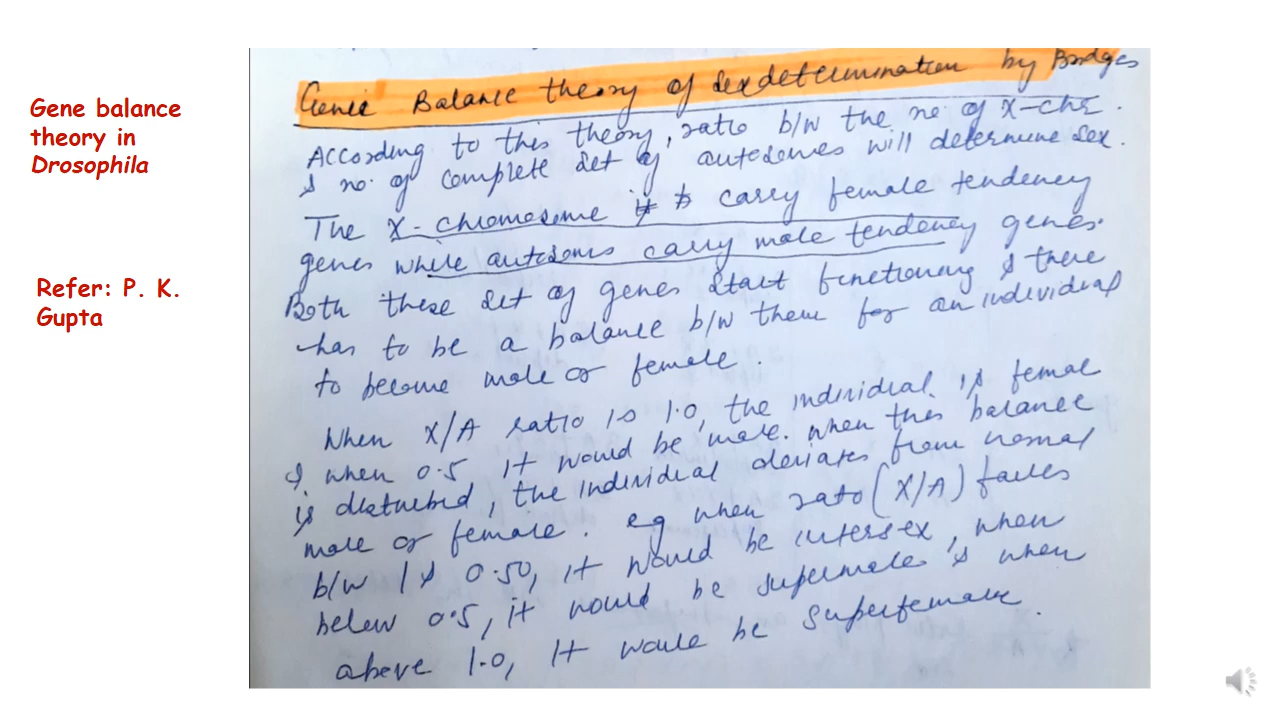 Gene balance
theory in
Drosophila
Refer: P. K.
Gupta
Genic Balance theory of sex determination by Bridges
According to this theory, ratio b/w the no of X-chr.
& no. of complete set of autosomes will determine sex.
The X-chromosome carry female tendency
genes while autosomes carry male tendency genes.
Both these set of genes start functioning & there
has to be a balance b/w them for an individual
to become male or female.
When X/A ratio is 1.0, the individual is female
& when 0.5 it would be male. when this balance
is disturbed, the individual deviates from normal
male or female. eg when ratio (X/A) falles
b/w 1 & 0.50, it would be intersex, when
below 0.5, it would be supermale & when
above 1.0, it would be superfemale.